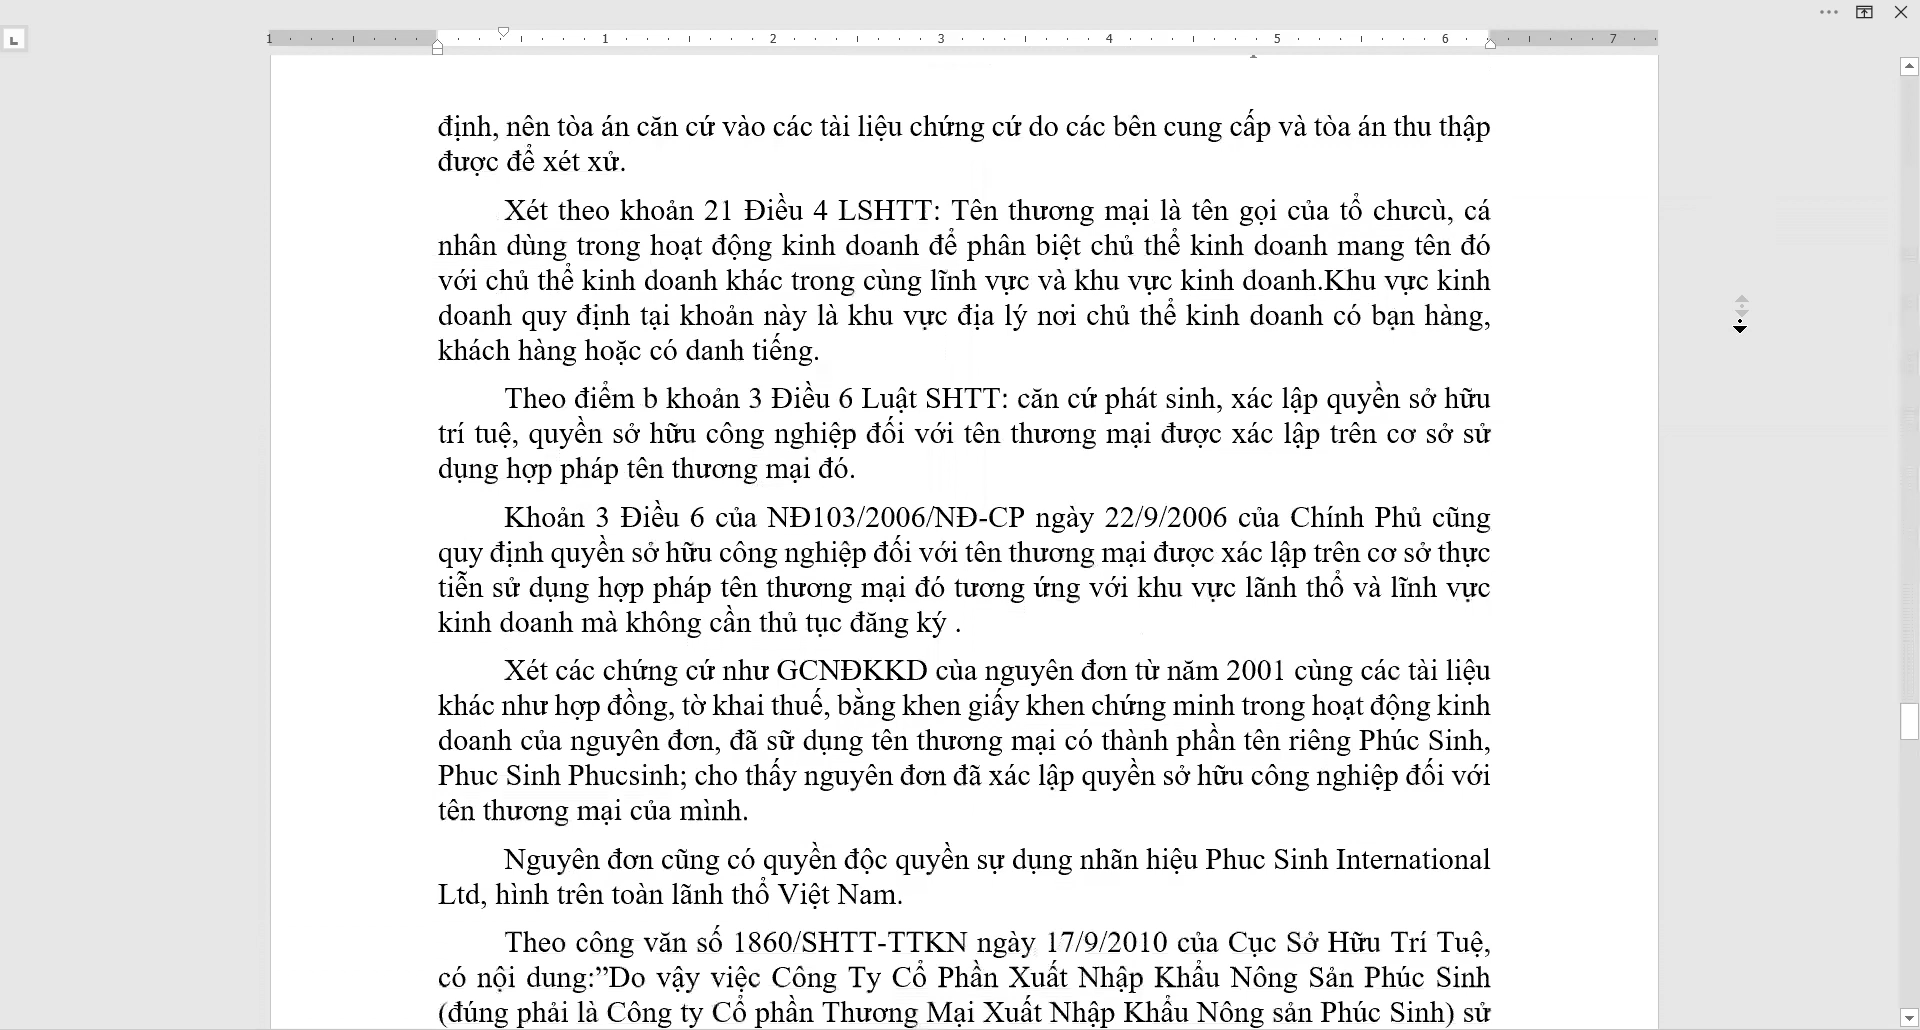 1 1 2 3 4 5 6 7
định, nên tòa án căn cứ vào các tài liệu chứng cứ do các bên cung cấp và tòa án thu thập
được để xét xử.
Xét theo khoản 21 Điều 4 LSHTT: Tên thương mại là tên gọi của tổ chưcù, cá
nhân dùng trong hoạt động kinh doanh để phân biệt chủ thể kinh doanh mang tên đó
với chủ thể kinh doanh khác trong cùng lĩnh vực và khu vực kinh doanh.Khu vực kinh
doanh quy định tại khoản này là khu vực địa lý nơi chủ thể kinh doanh có bạn hàng,
khách hàng hoặc có danh tiếng.
Theo điểm b khoản 3 Điều 6 Luật SHTT: căn cứ phát sinh, xác lập quyền sở hữu
trí tuệ, quyền sở hữu công nghiệp đối với tên thương mại được xác lập trên cơ sở sử
dụng hợp pháp tên thương mại đó.
Khoản 3 Điều 6 của NĐ103/2006/NĐ-CP ngày 22/9/2006 của Chính Phủ cũng
quy định quyền sở hữu công nghiệp đối với tên thương mại được xác lập trên cơ sở thực
tiễn sử dụng hợp pháp tên thương mại đó tương ứng với khu vực lãnh thổ và lĩnh vực
kinh doanh mà không cần thủ tục đăng ký .
Xét các chứng cứ như GCNĐKKD cùa nguyên đơn từ năm 2001 cùng các tài liệu
khác như hợp đồng, tờ khai thuế, bằng khen giấy khen chứng minh trong hoạt động kinh
doanh của nguyên đơn, đã sữ dụng tên thương mại có thành phần tên riêng Phúc Sinh,
Phuc Sinh Phucsinh; cho thấy nguyên đơn đã xác lập quyền sở hữu công nghiệp đối với
tên thương mại của mình.
Nguyên đơn cũng có quyền độc quyền sự dụng nhãn hiệu Phuc Sinh International
Ltd, hình trên toàn lãnh thổ Việt Nam.
Theo công văn số 1860/SHTT-TTKN ngày 17/9/2010 của Cục Sở Hữu Trí Tuệ,
có nội dung:”Do vậy việc Công Ty Cổ Phần Xuất Nhập Khẩu Nông Sản Phúc Sinh
(đúng phải là Công ty Cổ phần Thương Mại Xuất Nhập Khẩu Nông sản Phúc Sinh) sử